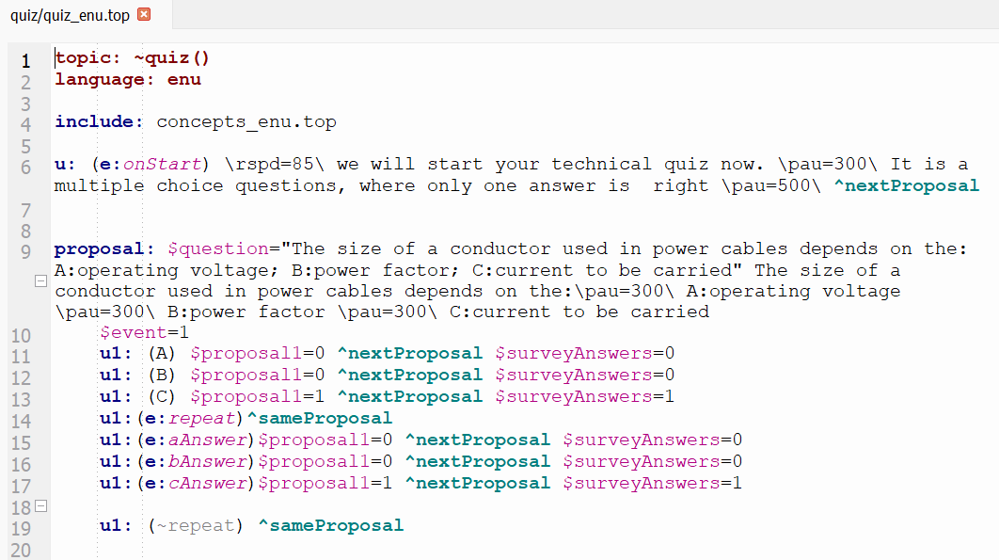 quiz/quiz_enu.top
1 topic: ~quiz()
2 language: enu
3
4 include: concepts_enu.top
5
6 u: (e:onStart) \rspd=85\ we will start your technical quiz now. \pau=300\ It is a
multiple choice questions, where only one answer is  right \pau=500\ ^nextProposal
7
8
9 proposal: $question="The size of a conductor used in power cables depends on the:
A:operating voltage; B:power factor; C:current to be carried" The size of a
conductor used in power cables depends on the:\pau=300\ A:operating voltage
\pau=300\ B:power factor \pau=300\ C:current to be carried
10 $event=1
11 u1: (A) $proposal1=0 ^nextProposal $surveyAnswers=0
12 u1: (B) $proposal1=0 ^nextProposal $surveyAnswers=0
13 u1: (C) $proposal1=1 ^nextProposal $surveyAnswers=1
14 u1:(e:repeat)^sameProposal
15 u1:(e:aAnswer)$proposal1=0 ^nextProposal $surveyAnswers=0
16 u1:(e:bAnswer)$proposal1=0 ^nextProposal $surveyAnswers=0
17 u1:(e:cAnswer)$proposal1=1 ^nextProposal $surveyAnswers=1
18
19 u1: (~repeat) ^sameProposal
20